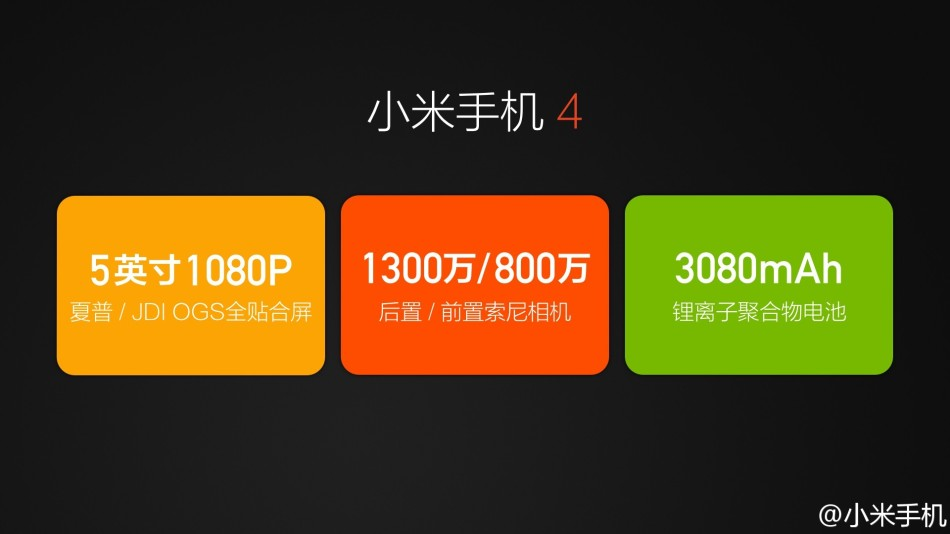 小米手机 4
5英寸1080P
夏普 / JDI OGS全贴合屏
1300万/800万
后置 / 前置索尼相机
3080mAh
锂离子聚合物电池
@小米手机